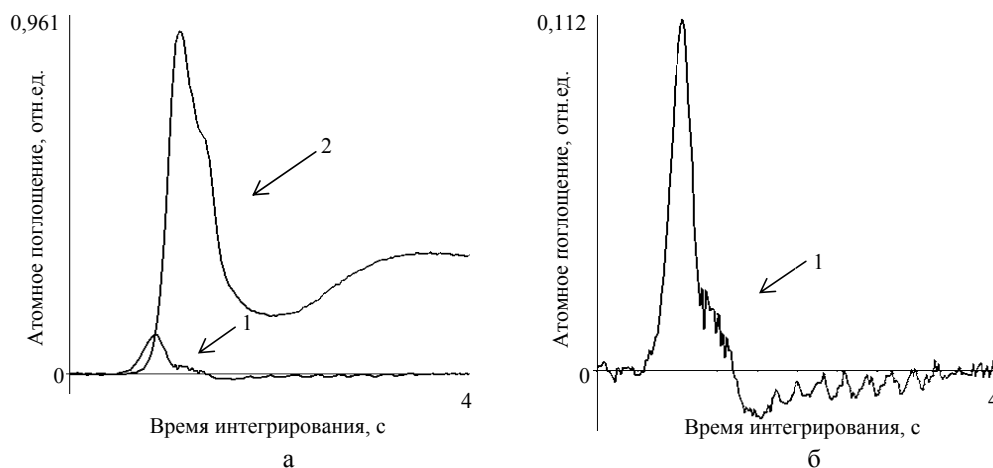 0,961
Атомное поглощение, отн.ед.
2
1
0
4
Время интегрирования, с
а
0,112
Атомное поглощение, отн.ед.
1
0
4
Время интегрирования, с
б